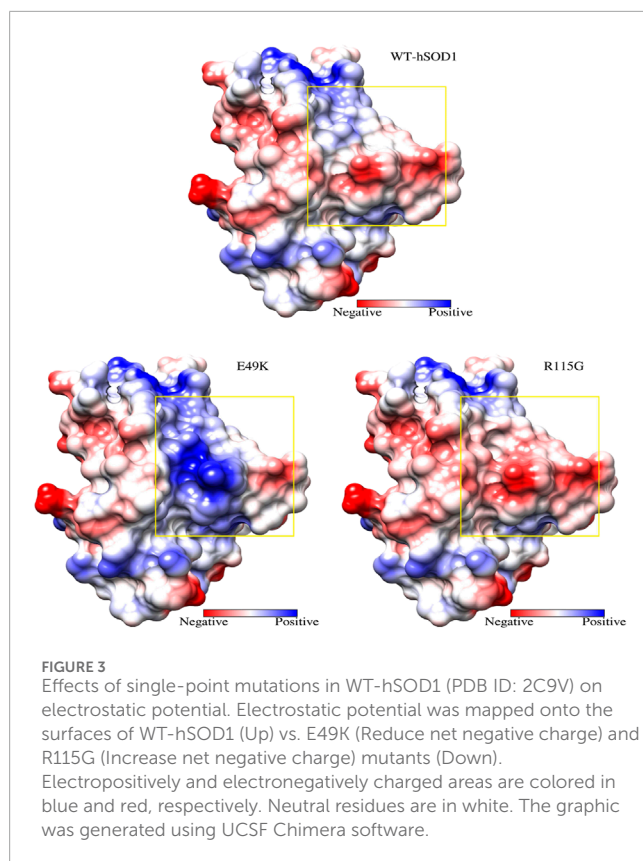 WT-hSOD1
Negative Positive
E49K
R115G
Negative Positive
Negative Positive
FIGURE 3
Effects of single-point mutations in WT-hSOD1 (PDB ID: 2C9V) on
electrostatic potential. Electrostatic potential was mapped onto the
surfaces of WT-hSOD1 (Up) vs. E49K (Reduce net negative charge) and
R115G (Increase net negative charge) mutants (Down).
Electropositively and electronegatively charged areas are colored in
blue and red, respectively. Neutral residues are in white. The graphic
was generated using UCSF Chimera software.